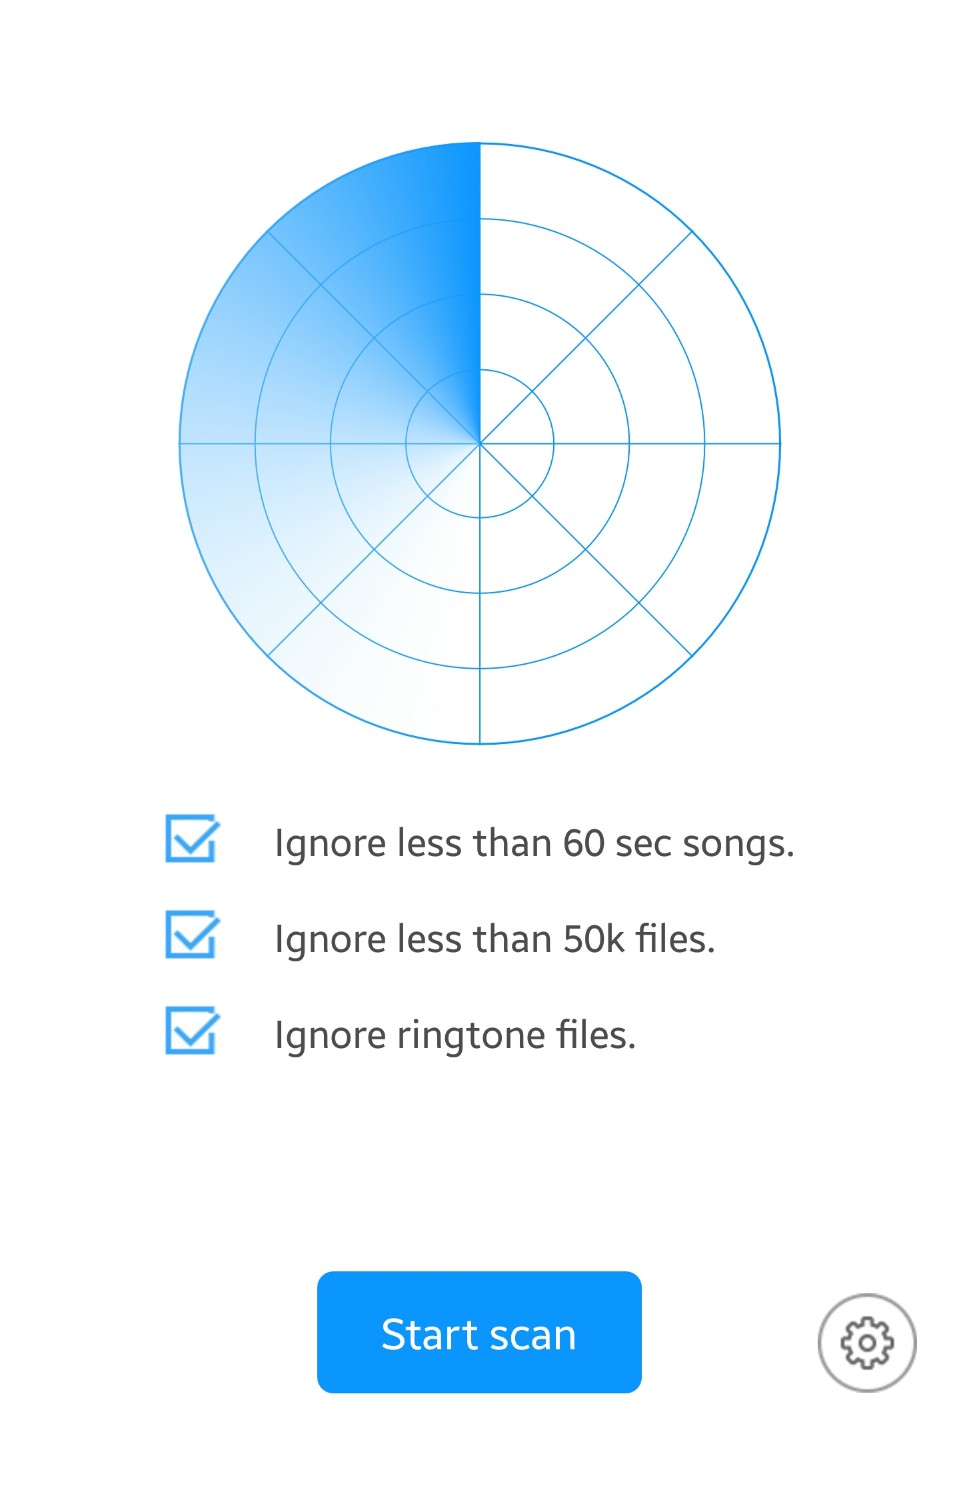 Ignore less than 60 sec songs.
Ignore less than 50k files.
Ignore ringtone files.
Start scan